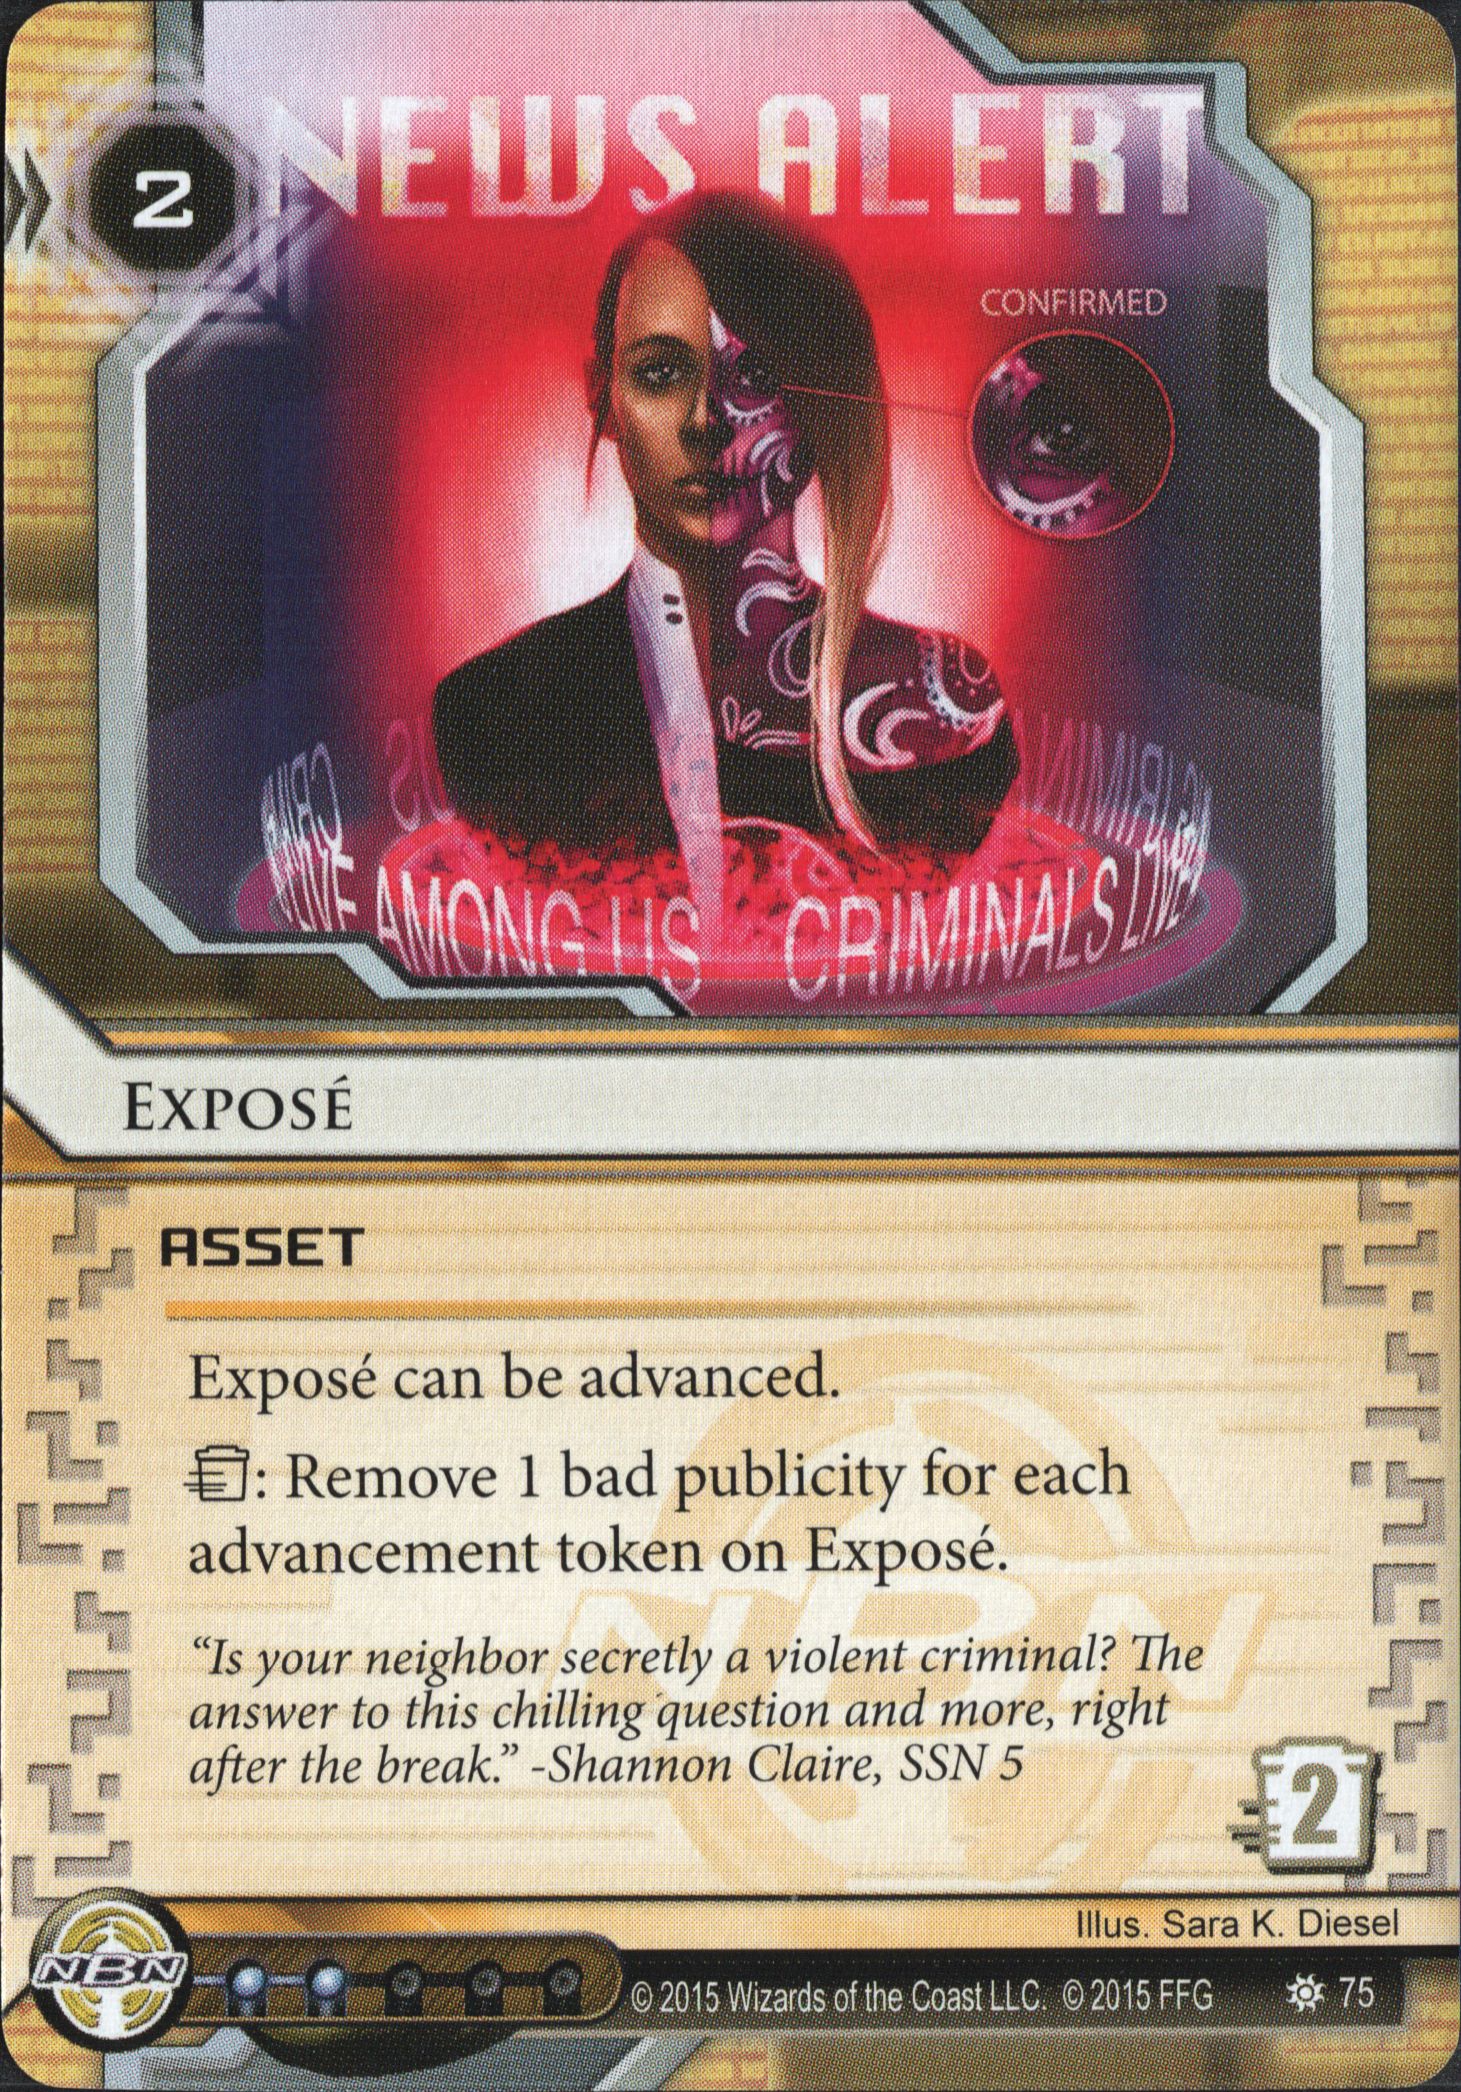 NEWS ALERT
2
CONFIRMED
LIVE AMONG US CRIMINALS LIVE
EXPOSÉ
ASSET
Exposé can be advanced.
: Remove 1 bad publicity for each
advancement token on Exposé.
“Is your neighbor secretly a violent criminal? The
answer to this chilling question and more, right
after the break.” -Shannon Claire, SSN 5
2
Illus. Sara K. Diesel
NBN
© 2015 Wizards of the Coast LLC. © 2015 FFG 75